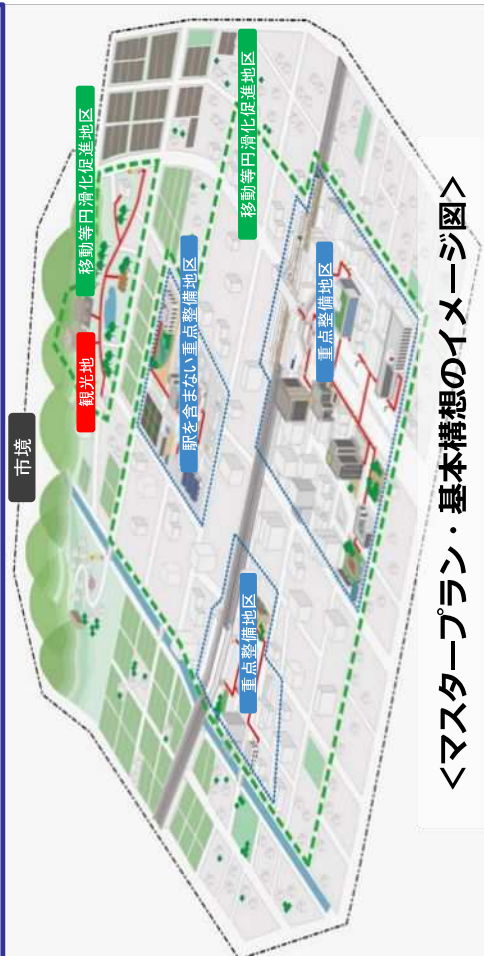 市境
移動等円滑化促進地区
観光地
移動等円滑化促進地区
駅を含まない重点整備地区
重点整備地区
重点整備地区
<マスタープラン・基本構想のイメージ図>